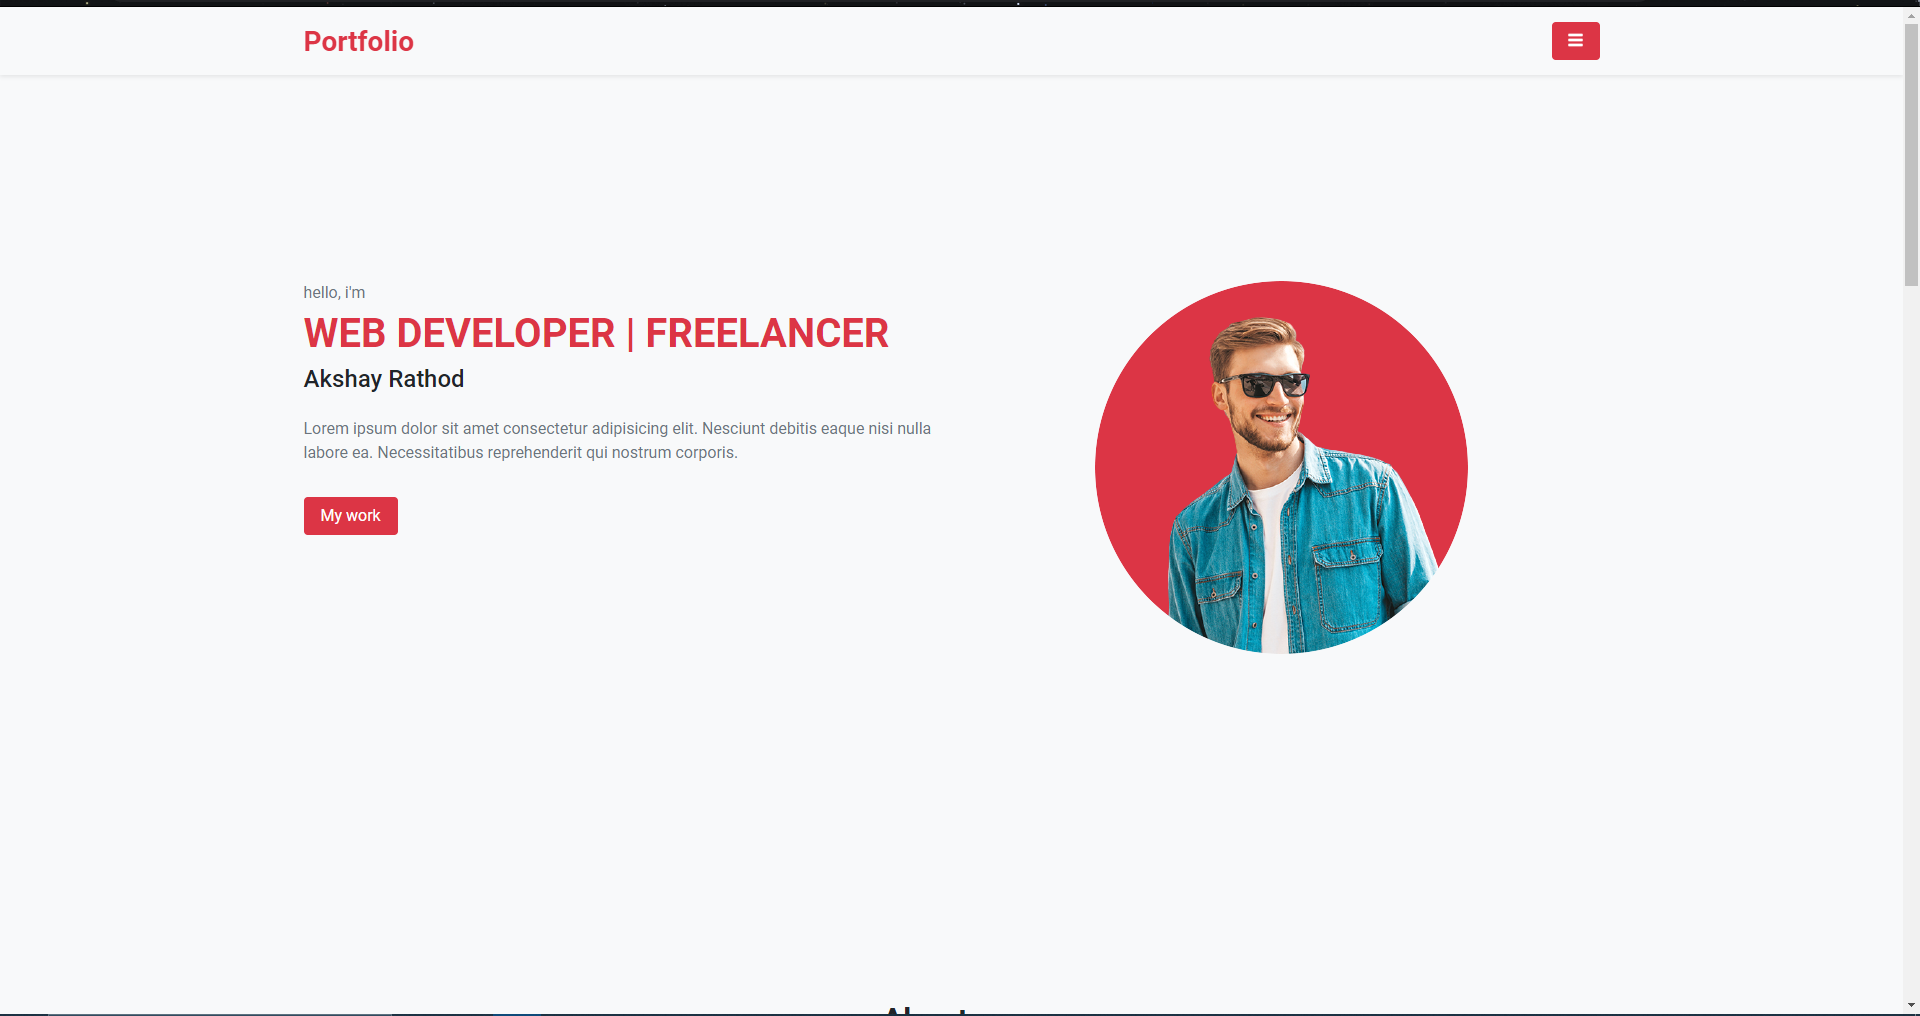 Portfolio
hello, i'm
WEB DEVELOPER | FREELANCER
Akshay Rathod
Lorem ipsum dolor sit amet consectetur adipisicing elit. Nesciunt debitis eaque nisi nulla
labore ea. Necessitatibus reprehenderit qui nostrum corporis.
My work